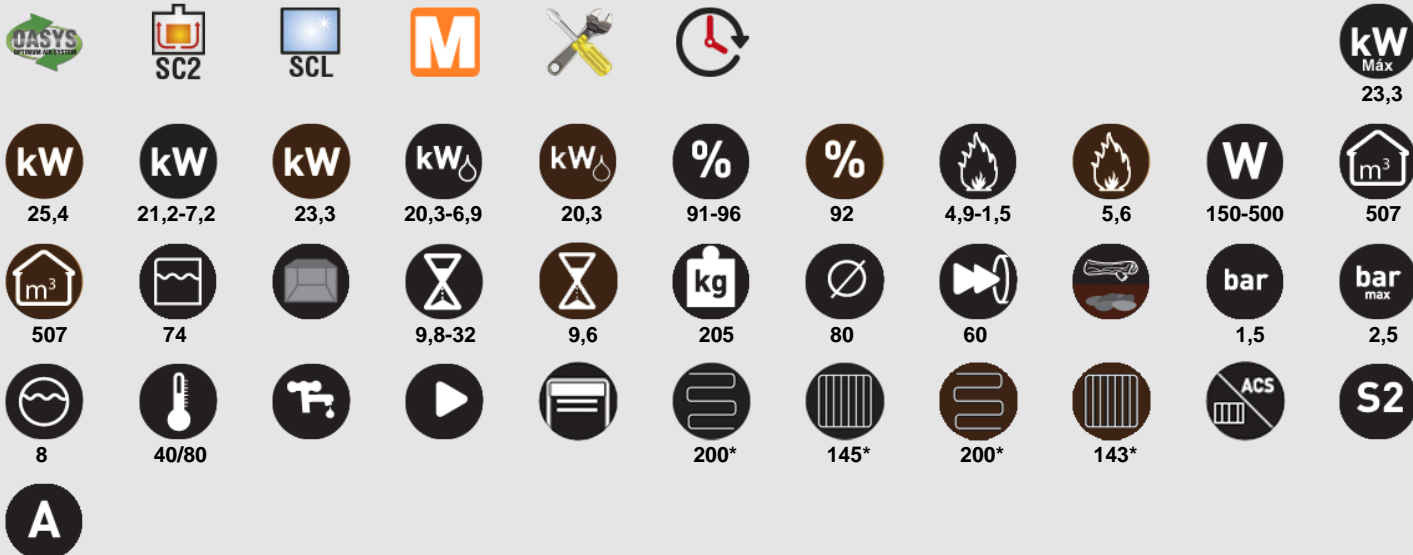 OASYS
OPTIMUM AIR SYSTEM
SC2
SCL
M
kW
Máx
23,3
kW kW kW kW kW % % W m³
25,4 21,2-7,2 23,3 20,3-6,9 20,3 91-96 92 4,9-1,5 5,6 150-500 507
m³ kg bar bar
max
507 74 9,8-32 9,6 205 80 60 1,5 2,5
ACS S2
8 40/80 200* 145* 200* 143*
A